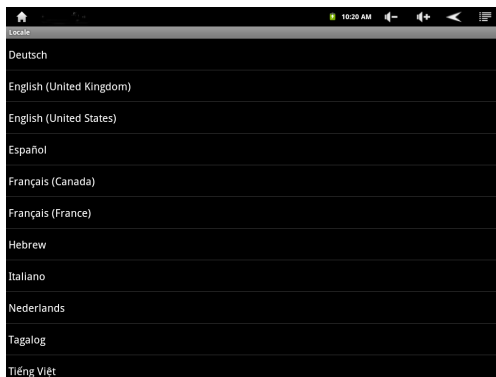 10:20 AM
Locale
Deutsch
English (United Kingdom)
English (United States)
Español
Français (Canada)
Français (France)
Hebrew
Italiano
Nederlands
Tagalog
Tiếng Việt